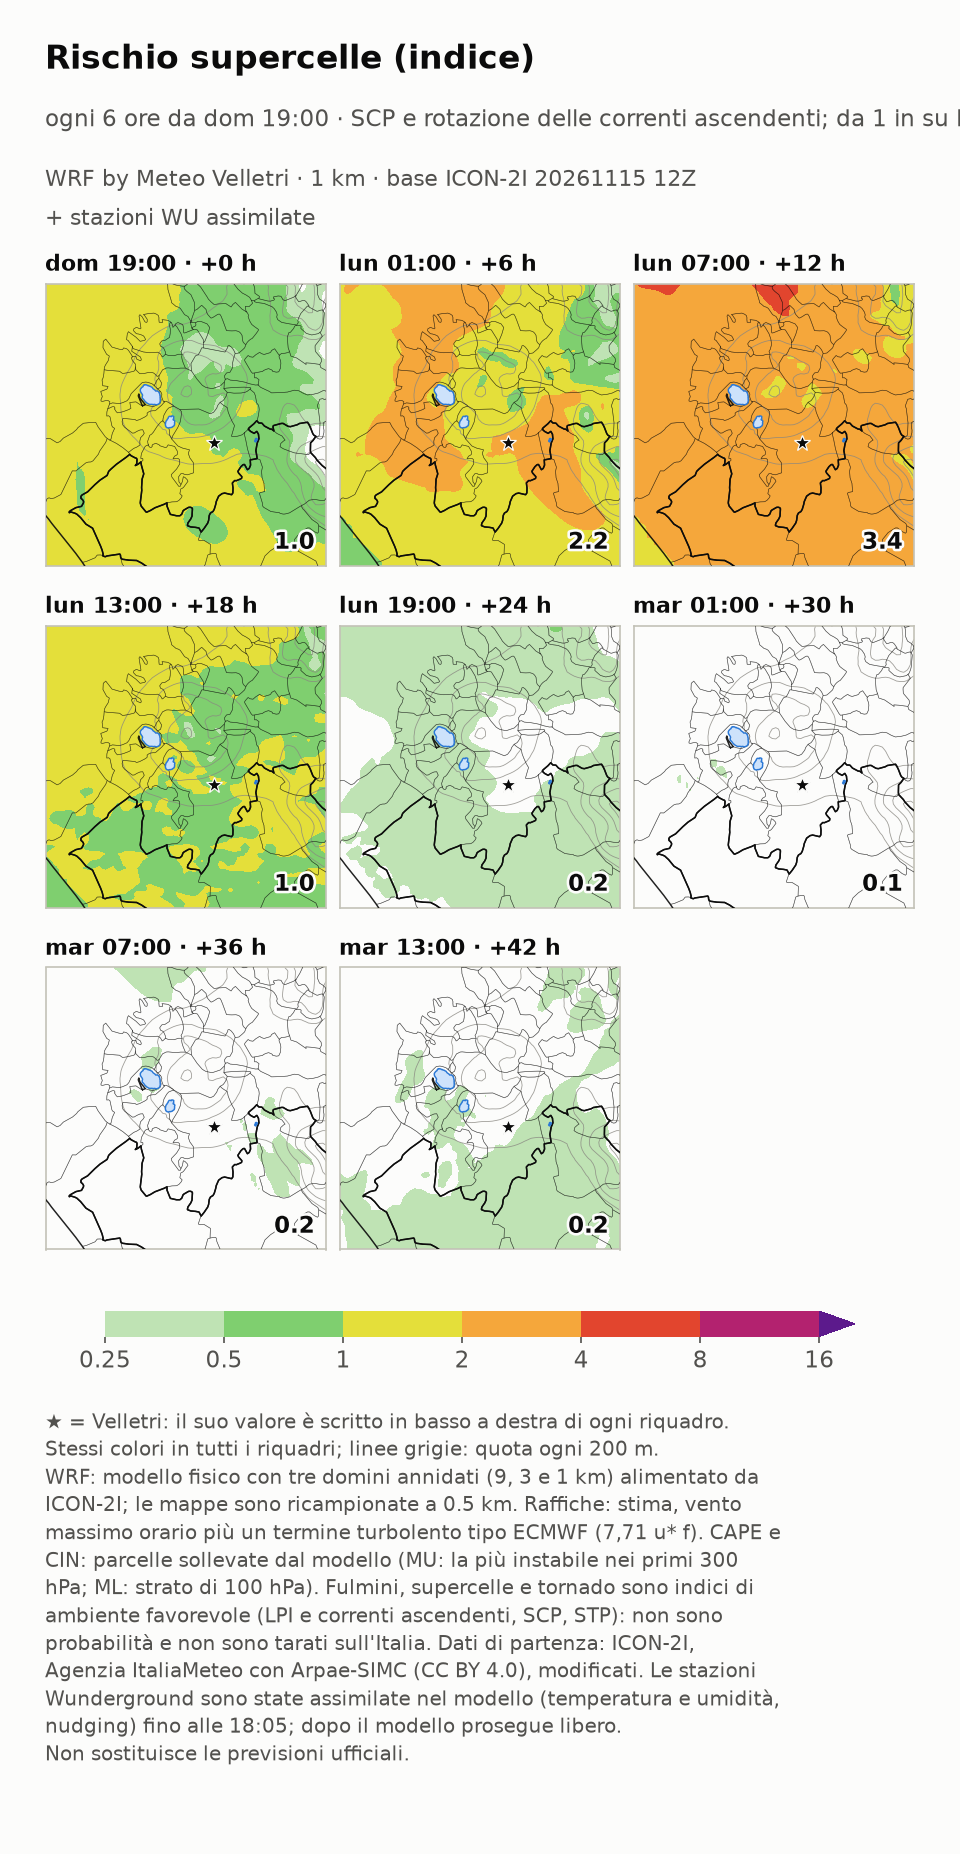 Rischio supercelle (indice)
ogni 6 ore da dom 19:00 · SCP e rotazione delle correnti ascendenti; da 1 in su
WRF by Meteo Velletri · 1 km · base ICON-2I 20261115 12Z
+ stazioni WU assimilate
dom 19:00 · +0 h
lun 01:00 · +6 h
lun 07:00 · +12 h
1.0
2.2
3.4
lun 13:00 · +18 h
lun 19:00 · +24 h
mar 01:00 · +30 h
1.0
0.2
0.1
mar 07:00 · +36 h
mar 13:00 · +42 h
0.2
0.2
0.25 0.5 1 2 4 8 16
★ = Velletri: il suo valore è scritto in basso a destra di ogni riquadro.
Stessi colori in tutti i riquadri; linee grigie: quota ogni 200 m.
WRF: modello fisico con tre domini annidati (9, 3 e 1 km) alimentato da
ICON-2I; le mappe sono ricampionate a 0.5 km. Raffiche: stima, vento
massimo orario più un termine turbolento tipo ECMWF (7,71 u* f). CAPE e
CIN: parcelle sollevate dal modello (MU: la più instabile nei primi 300
hPa; ML: strato di 100 hPa). Fulmini, supercelle e tornado sono indici di
ambiente favorevole (LPI e correnti ascendenti, SCP, STP): non sono
probabilità e non sono tarati sull'Italia. Dati di partenza: ICON-2I,
Agenzia ItaliaMeteo con Arpae-SIMC (CC BY 4.0), modificati. Le stazioni
Wunderground sono state assimilate nel modello (temperatura e umidità,
nudging) fino alle 18:05; dopo il modello prosegue libero.
Non sostituisce le previsioni ufficiali.